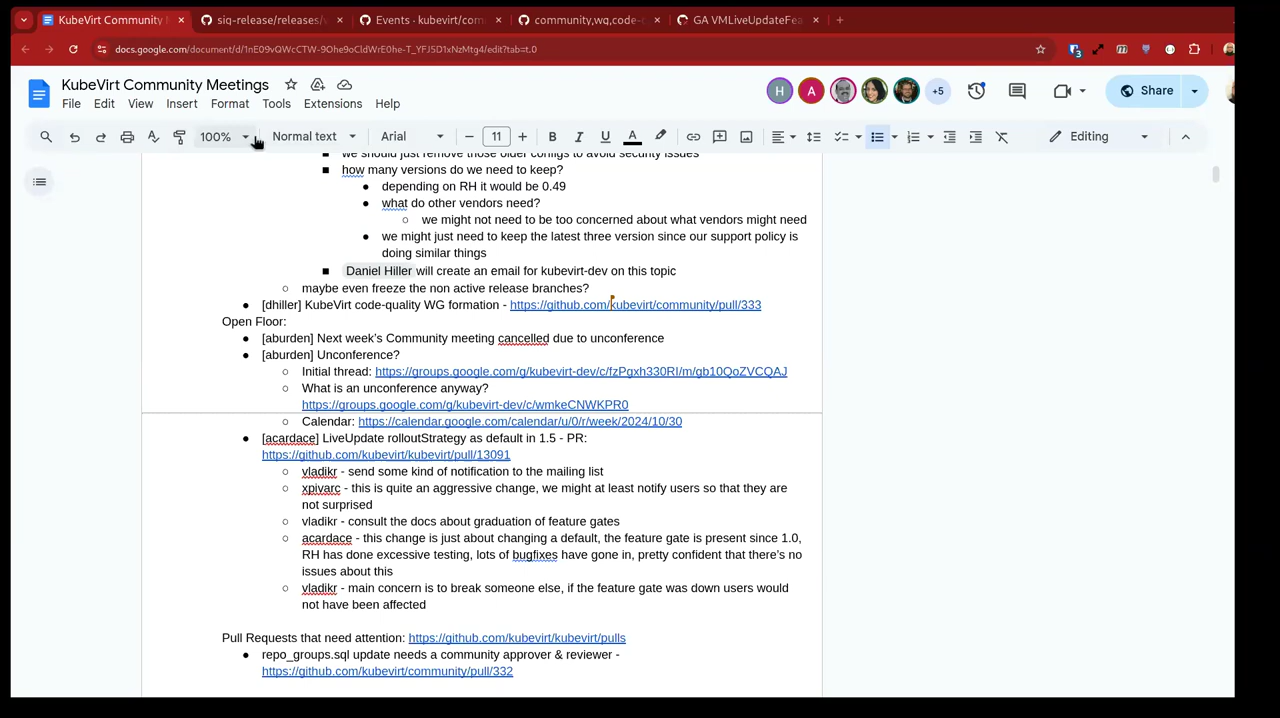 KubeVirt Community M
sig-release/releases/v
Events · kubevirt/com
community,wg,code-
GA VMLiveUpdateFea
docs.google.com/document/d/1nE09vQWcCTW-9Ohe9oCldWrE0he-T_YFJ5D1xNzMtg4/edit?tab=t.0
KubeVirt Community Meetings
File Edit View Insert Format Tools Extensions Help
H A +5 Share
100% Normal text Arial 11 B I U A Editing
we should just remove those older configs to avoid security issues
how many versions do we need to keep?
depending on RH it would be 0.49
what do other vendors need?
we might not need to be too concerned about what vendors might need
we might just need to keep the latest three version since our support policy is
doing similar things
Daniel Hiller will create an email for kubevirt-dev on this topic
maybe even freeze the non active release branches?
[dhiller] KubeVirt code-quality WG formation - https://github.com/kubevirt/community/pull/333
Open Floor:
[aburden] Next week's Community meeting cancelled due to unconference
[aburden] Unconference?
Initial thread: https://groups.google.com/g/kubevirt-dev/c/fzPgxh330RI/m/gb10QoZVCQAJ
What is an unconference anyway?
https://groups.google.com/g/kubevirt-dev/c/wmkeCNWKPR0
Calendar: https://calendar.google.com/calendar/u/0/r/week/2024/10/30
[acardace] LiveUpdate rolloutStrategy as default in 1.5 - PR:
https://github.com/kubevirt/kubevirt/pull/13091
vladikr - send some kind of notification to the mailing list
xpivarc - this is quite an aggressive change, we might at least notify users so that they are
not surprised
vladikr - consult the docs about graduation of feature gates
acardace - this change is just about changing a default, the feature gate is present since 1.0,
RH has done excessive testing, lots of bugfixes have gone in, pretty confident that there's no
issues about this
vladikr - main concern is to break someone else, if the feature gate was down users would
not have been affected
Pull Requests that need attention: https://github.com/kubevirt/kubevirt/pulls
repo_groups.sql update needs a community approver & reviewer -
https://github.com/kubevirt/community/pull/332